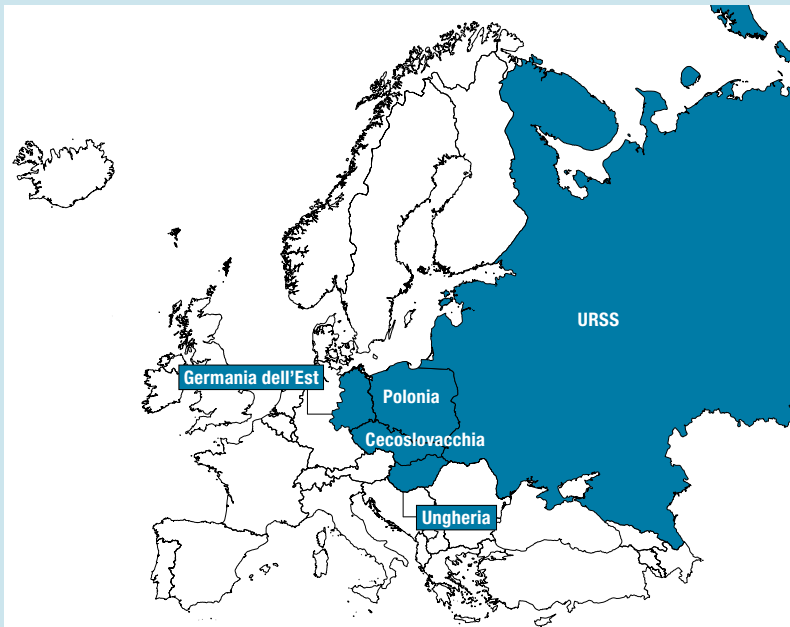 URSS
Germania dell'Est
Polonia
Cecoslovacchia
Ungheria